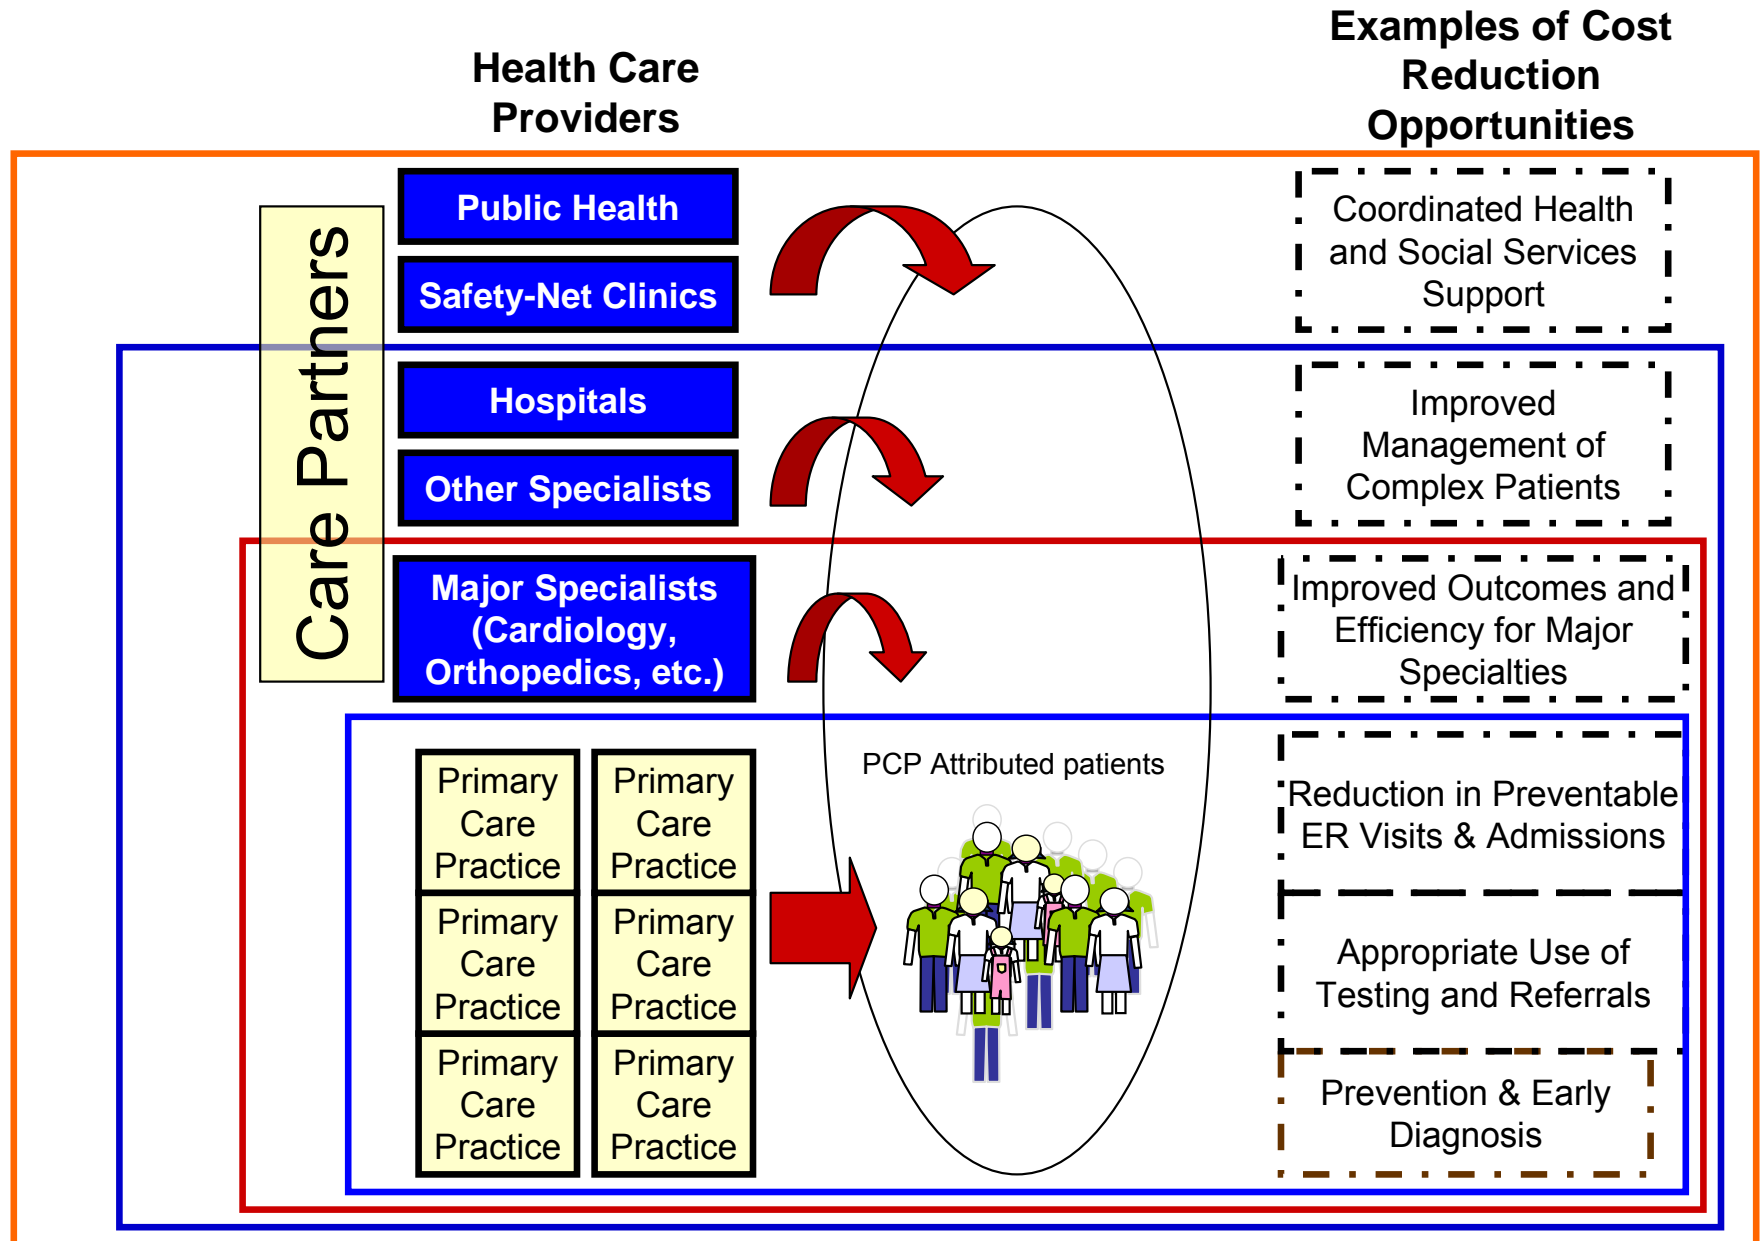 Health Care
Providers
Examples of Cost
Reduction
Opportunities
Care Partners
Public Health
Safety-Net Clinics
Coordinated Health
and Social Services
Support
Hospitals
Other Specialists
Improved
Management of
Complex Patients
Major Specialists
(Cardiology,
Orthopedics, etc.)
Improved Outcomes and
Efficiency for Major
Specialties
Primary
Care
Practice
Primary
Care
Practice
PCP Attributed patients
Reduction in Preventable
ER Visits & Admissions
Primary
Care
Practice
Primary
Care
Practice
Appropriate Use of
Testing and Referrals
Primary
Care
Practice
Primary
Care
Practice
Prevention & Early
Diagnosis